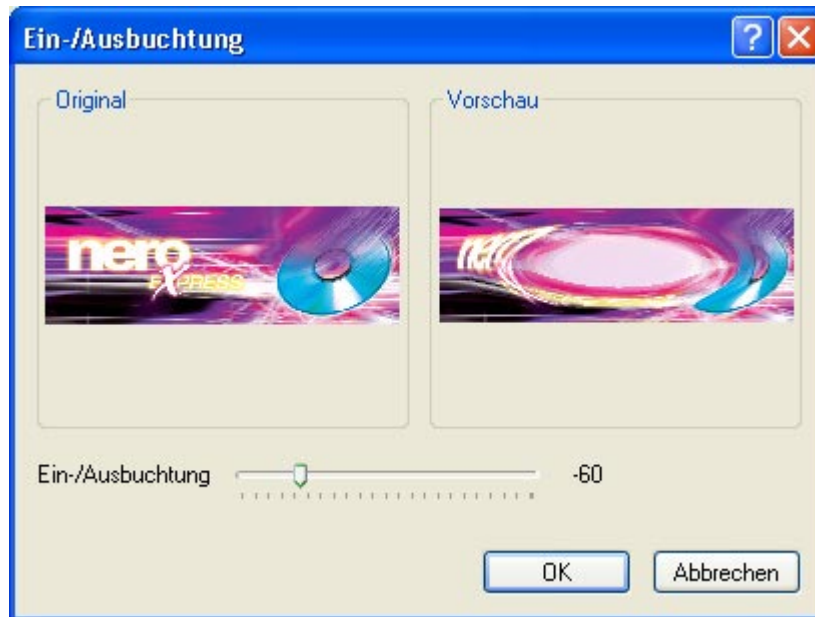 Ein-/Ausbuchtung
Original
Vorschau
nero
EXPRESS
Ein-/Ausbuchtung -60
OK
Abbrechen